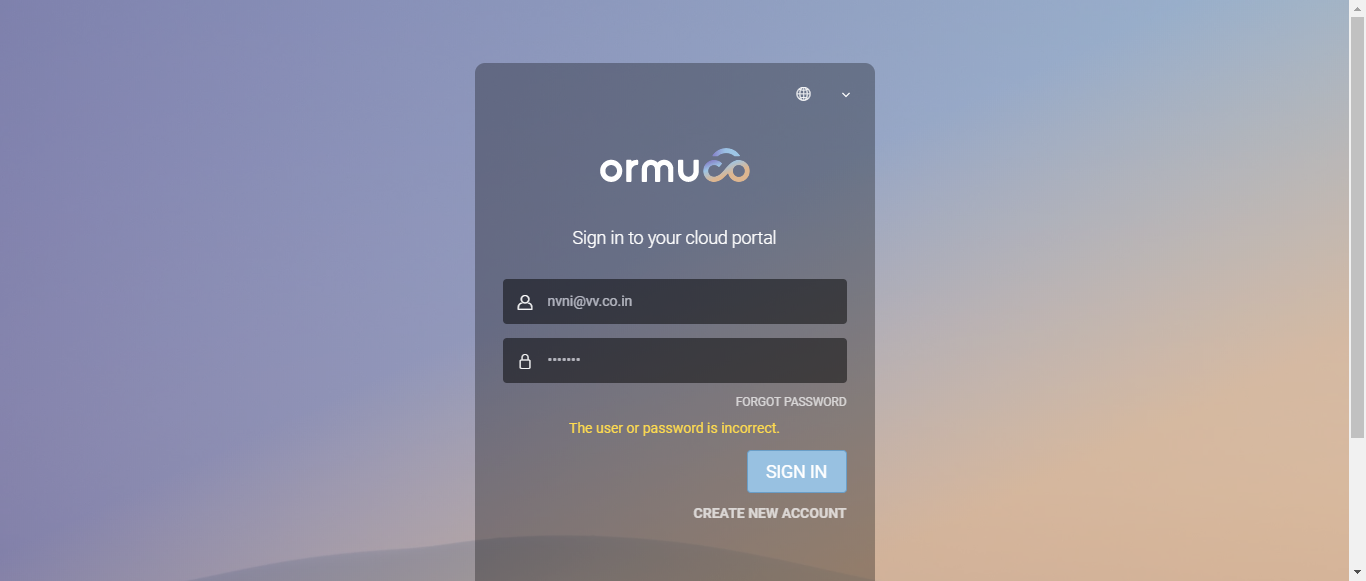 ormuco
Sign in to your cloud portal
nvni@vv.co.in
•••••••
FORGOT PASSWORD
The user or password is incorrect.
SIGN IN
CREATE NEW ACCOUNT